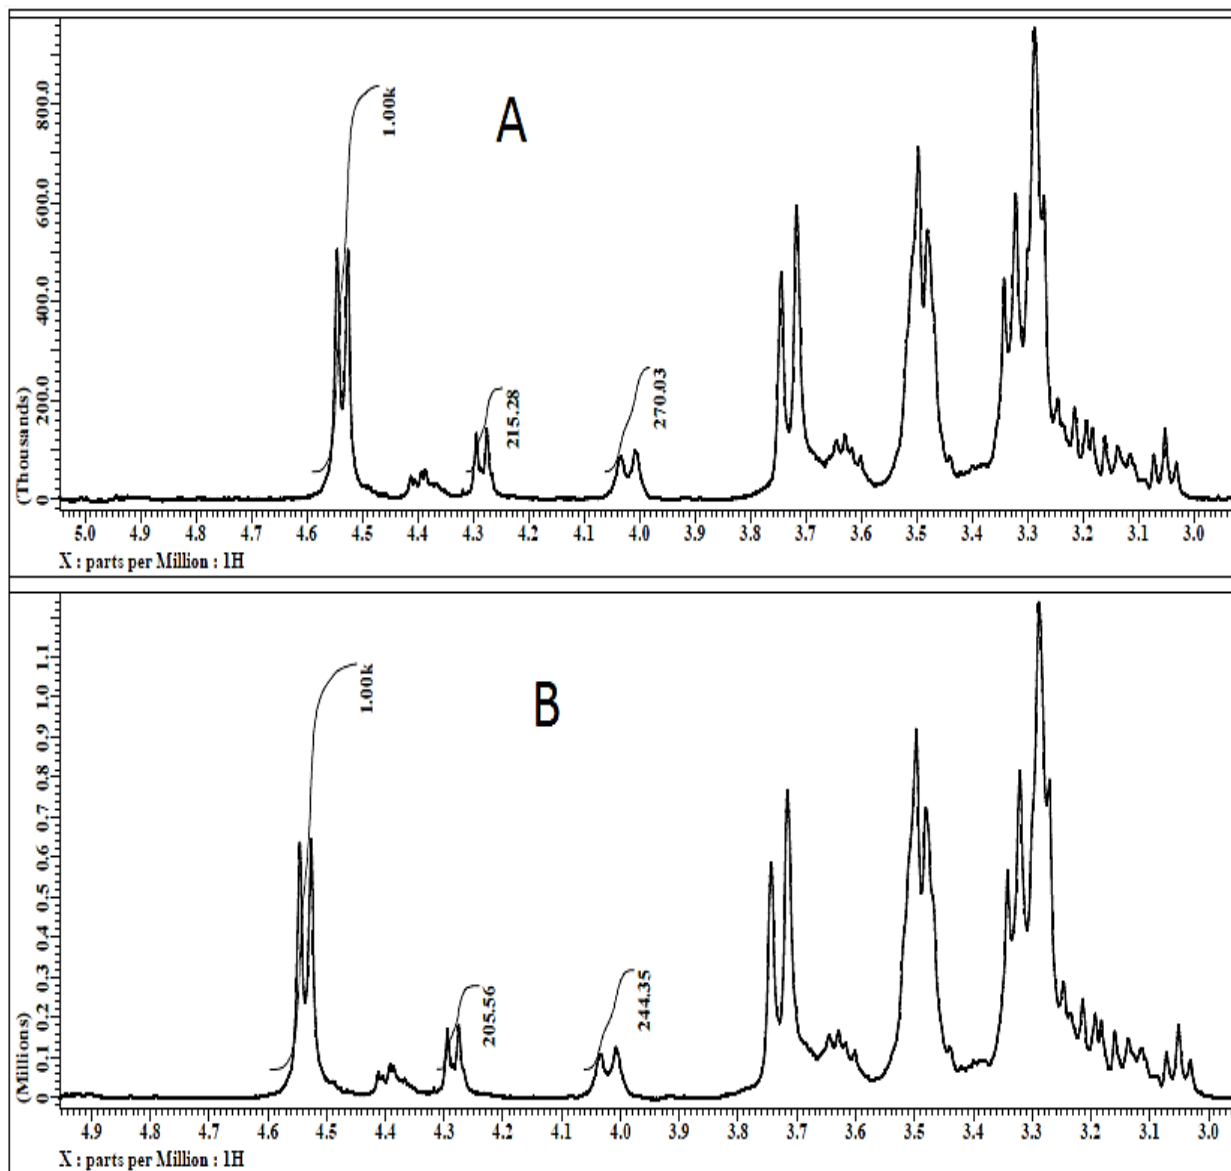 A
1.00k
215.28
270.03
(Thousands)
0 200.0 400.0 600.0 800.0
5.0 4.9 4.8 4.7 4.6 4.5 4.4 4.3 4.2 4.1 4.0 3.9 3.8 3.7 3.6 3.5 3.4 3.3 3.2 3.1 3.0
X : parts per Million : 1H
B
1.00k
205.56
244.35
(Millions)
0 0.1 0.2 0.3 0.4 0.5 0.6 0.7 0.8 0.9 1.0 1.1
4.9 4.8 4.7 4.6 4.5 4.4 4.3 4.2 4.1 4.0 3.9 3.8 3.7 3.6 3.5 3.4 3.3 3.2 3.1 3.0
X : parts per Million : 1H